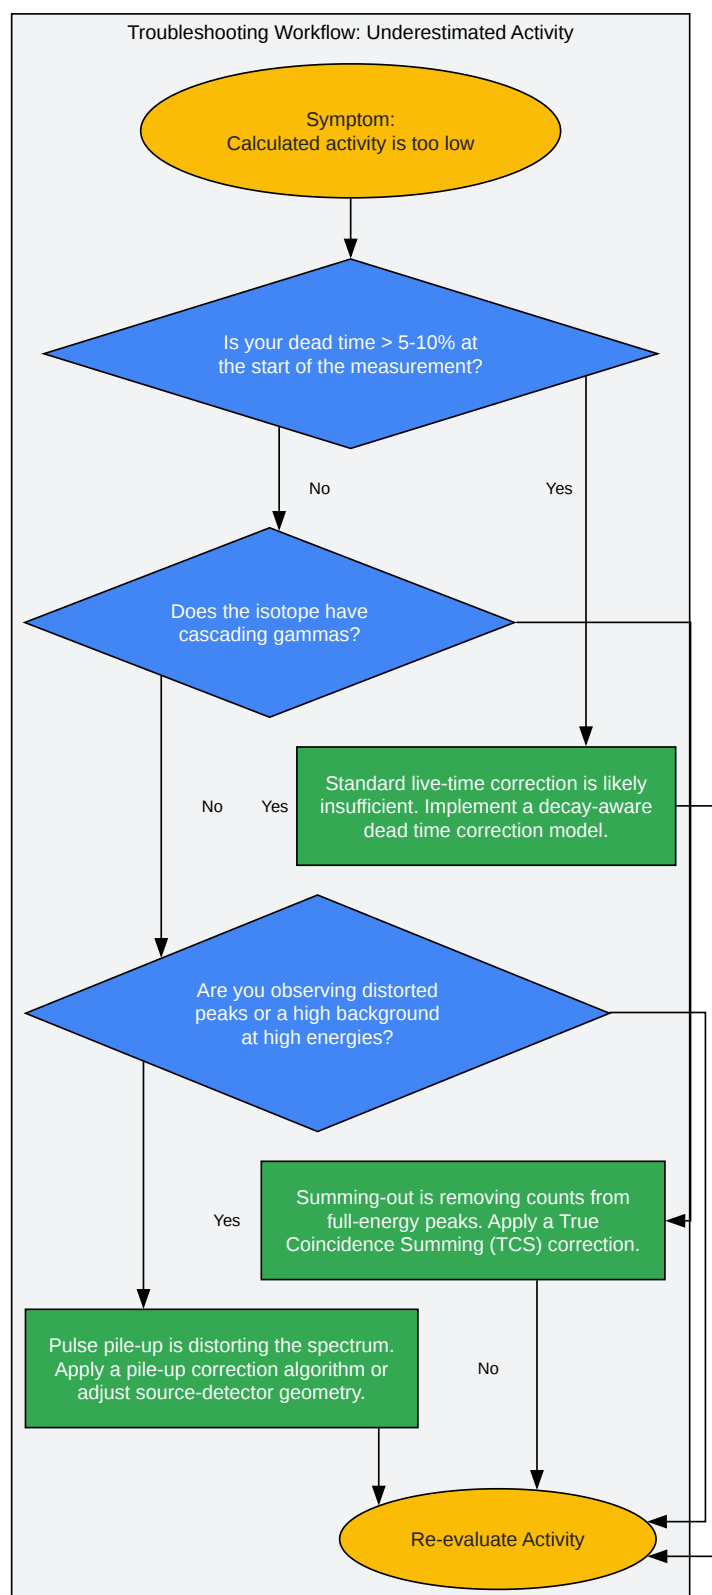 Troubleshooting Workflow: Underestimated Activity
Symptom:
Calculated activity is too low
Is your dead time > 5-10% at
the start of the measurement?
No
Yes
Does the isotope have
cascading gammas?
Standard live-time correction is likely
insufficient. Implement a decay-aware
dead time correction model.
No
Yes
Are you observing distorted
peaks or a high background
at high energies?
Summing-out is removing counts from
full-energy peaks. Apply a True
Coincidence Summing (TCS) correction.
Yes
Pulse pile-up is distorting the spectrum.
Apply a pile-up correction algorithm or
adjust source-detector geometry.
No
Re-evaluate Activity